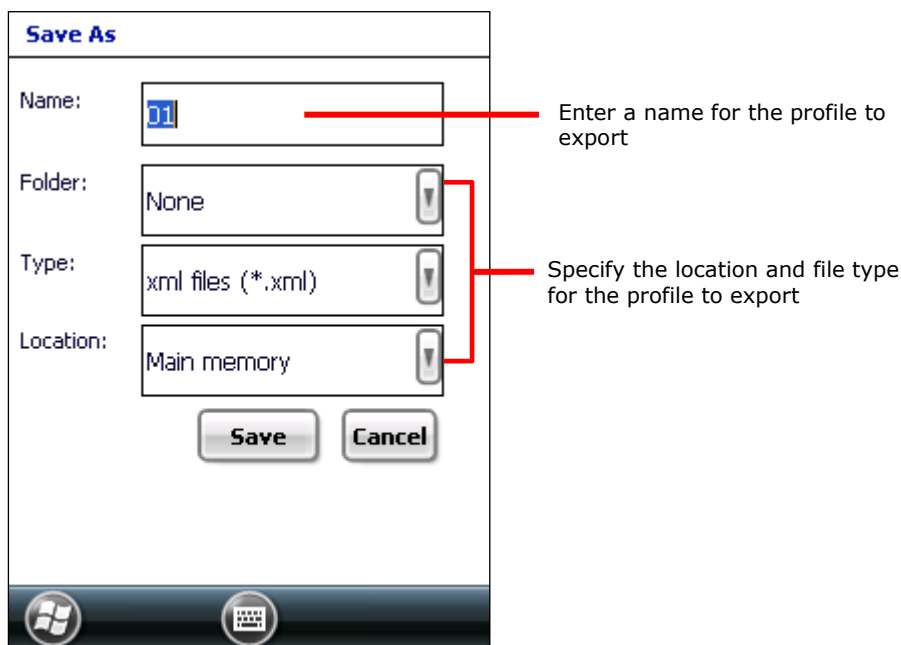 Save As
Name:
Enter a name for the profile to
export
Folder:
None
Type:
xml files (*.xml)
Specify the location and file type
for the profile to export
Location:
Main memory
Save
Cancel